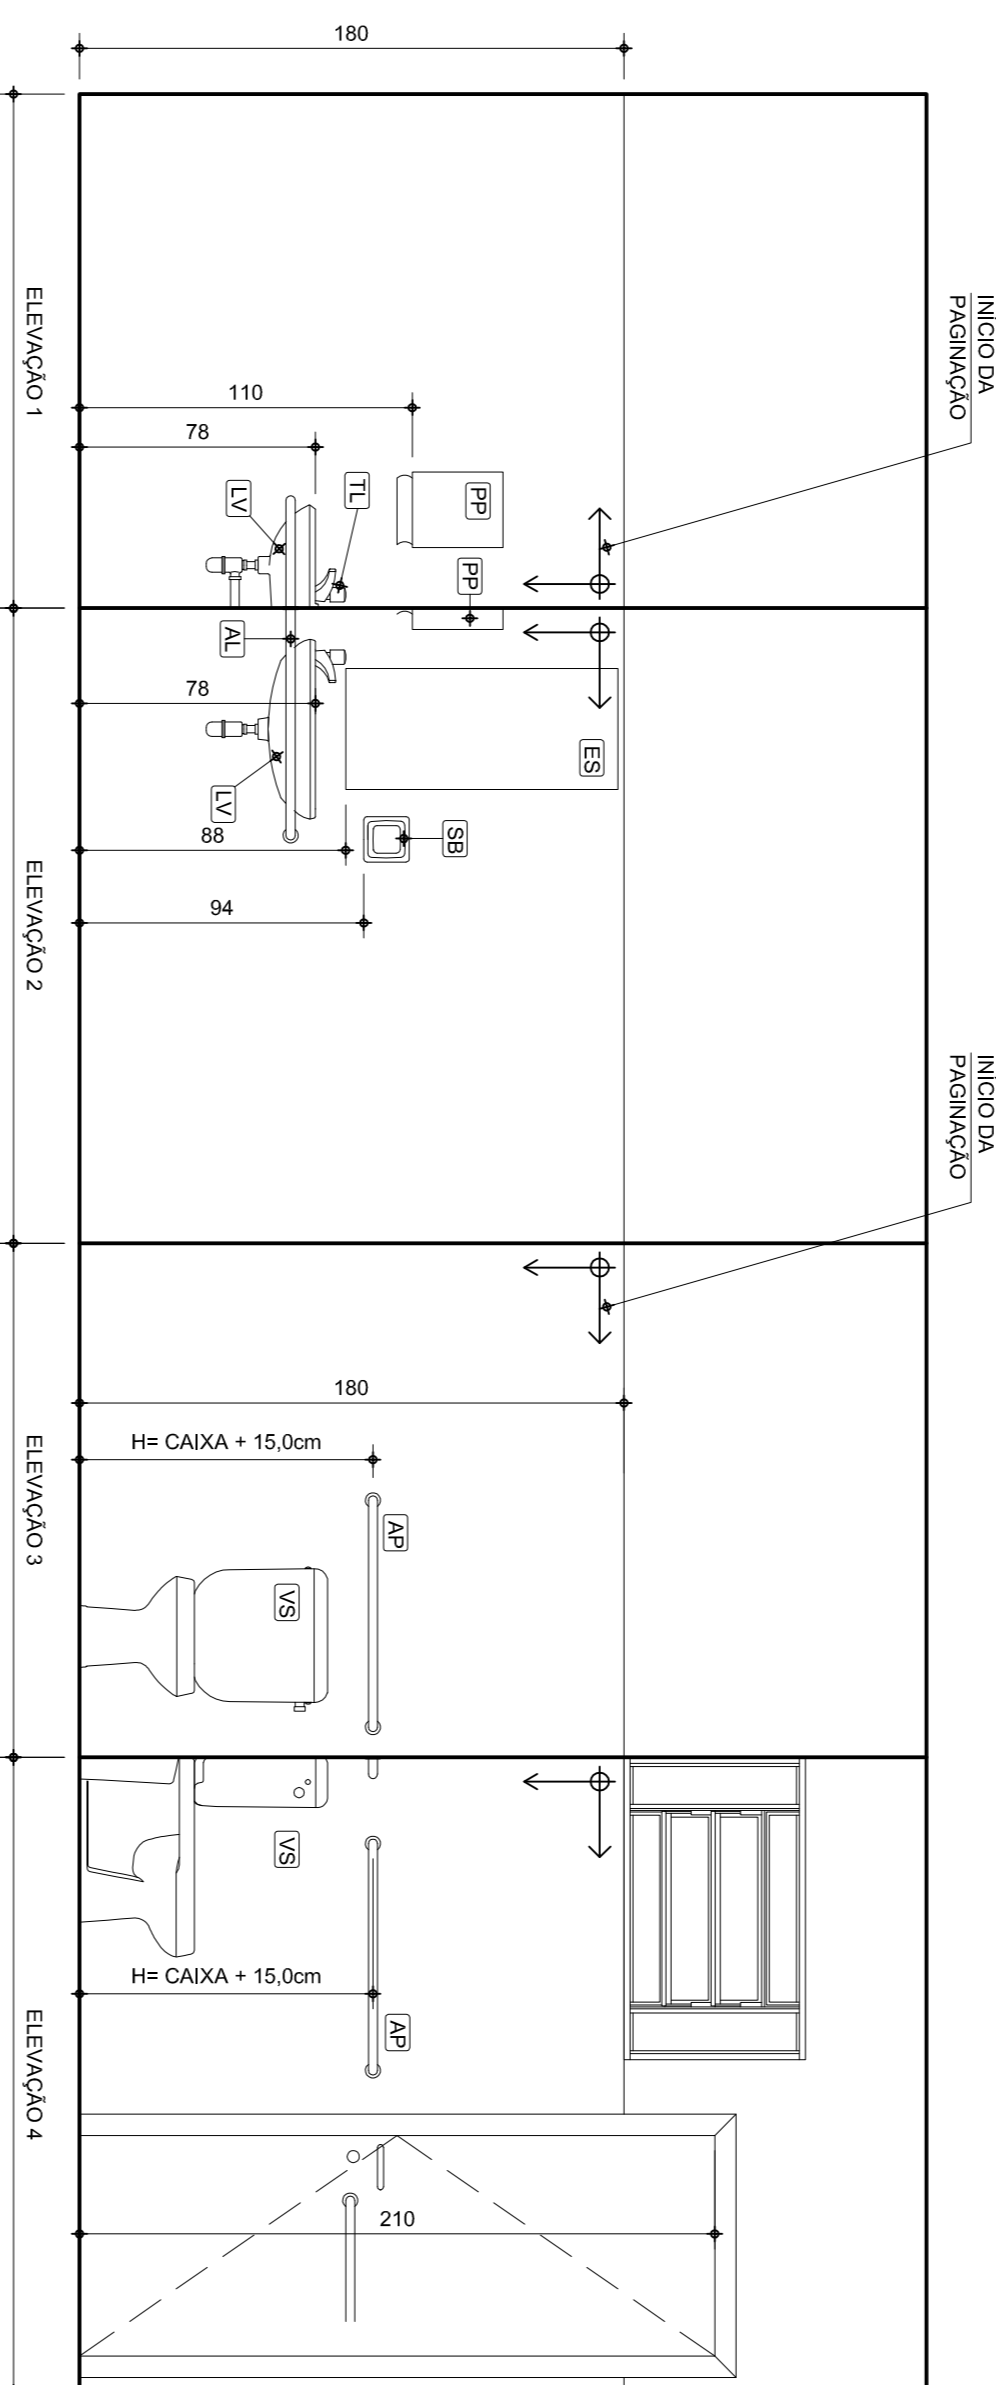 180
INÍCIO DA
PAGINAÇÃO
ELEVAÇÃO 1
110
78
LV
TL
PP
PP
AL
78
LV
ES
88
SB
94
ELEVAÇÃO 2
INÍCIO DA
PAGINAÇÃO
180
H= CAIXA + 15,0cm
AP
VS
ELEVAÇÃO 3
VS
H= CAIXA + 15,0cm
AP
ELEVAÇÃO 4
210